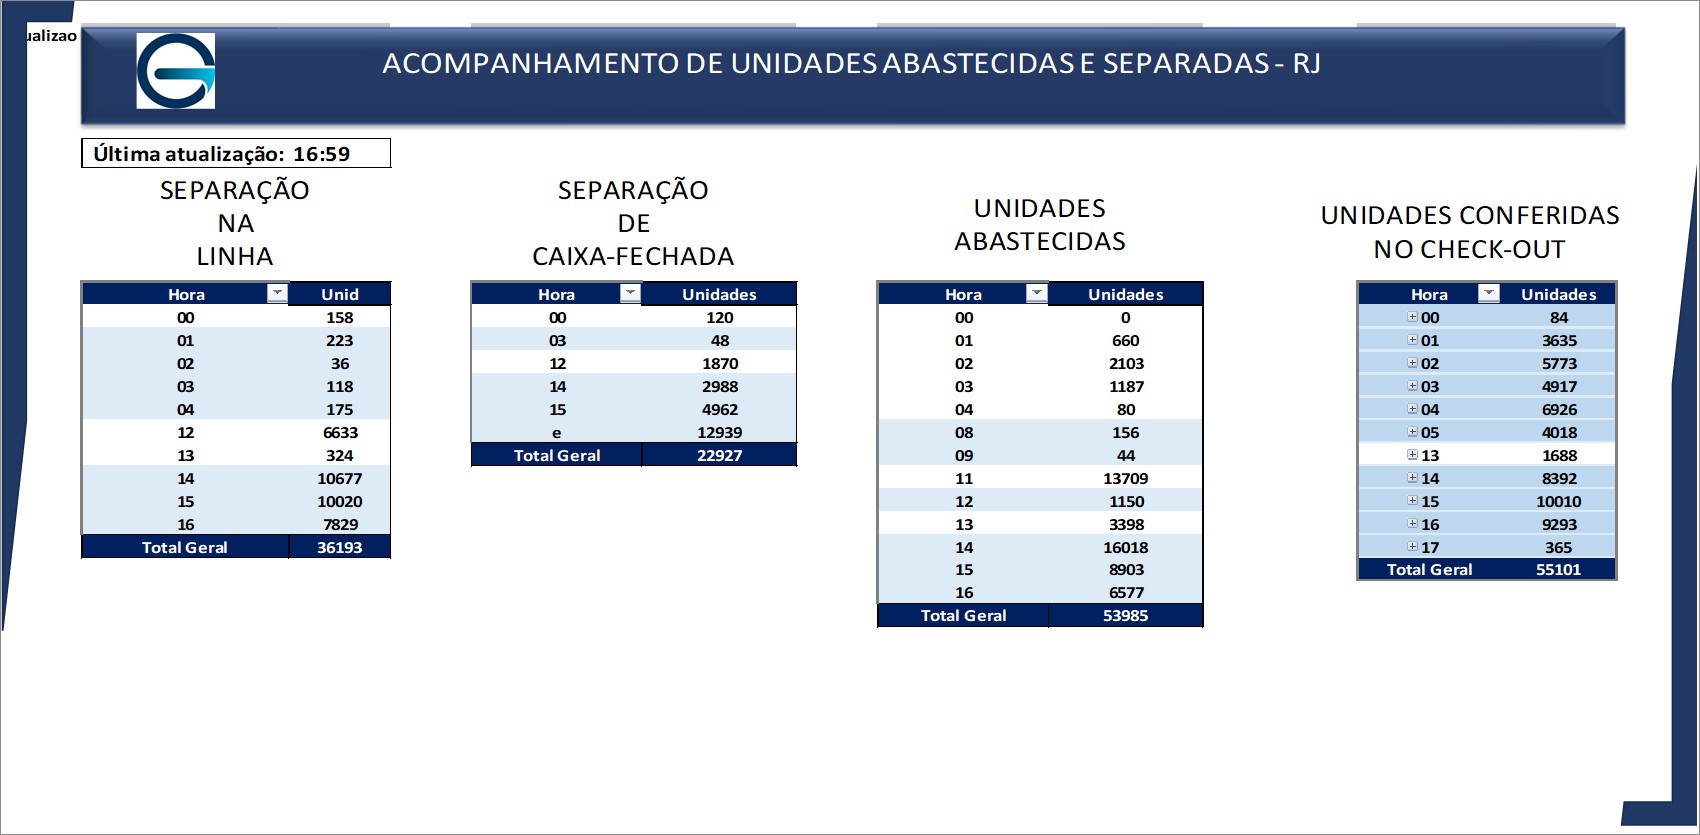 ualizao
ACOMPANHAMENTO DE UNIDADES ABASTECIDAS E SEPARADAS - RJ
Última atualização: 16:59
SEPARAÇÃO
NA
LINHA
Hora Unid
00 158
01 223
02 36
03 118
04 175
12 6633
13 324
14 10677
15 10020
16 7829
Total Geral 36193
SEPARAÇÃO
DE
CAIXA-FECHADA
Hora Unidades
00 120
03 48
12 1870
14 2988
15 4962
e 12939
Total Geral 22927
UNIDADES
ABASTECIDAS
Hora Unidades
00 0
01 660
02 2103
03 1187
04 80
08 156
09 44
11 13709
12 1150
13 3398
14 16018
15 8903
16 6577
Total Geral 53985
UNIDADES CONFERIDAS
NO CHECK-OUT
Hora Unidades
00 84
01 3635
02 5773
03 4917
04 6926
05 4018
13 1688
14 8392
15 10010
16 9293
17 365
Total Geral 55101